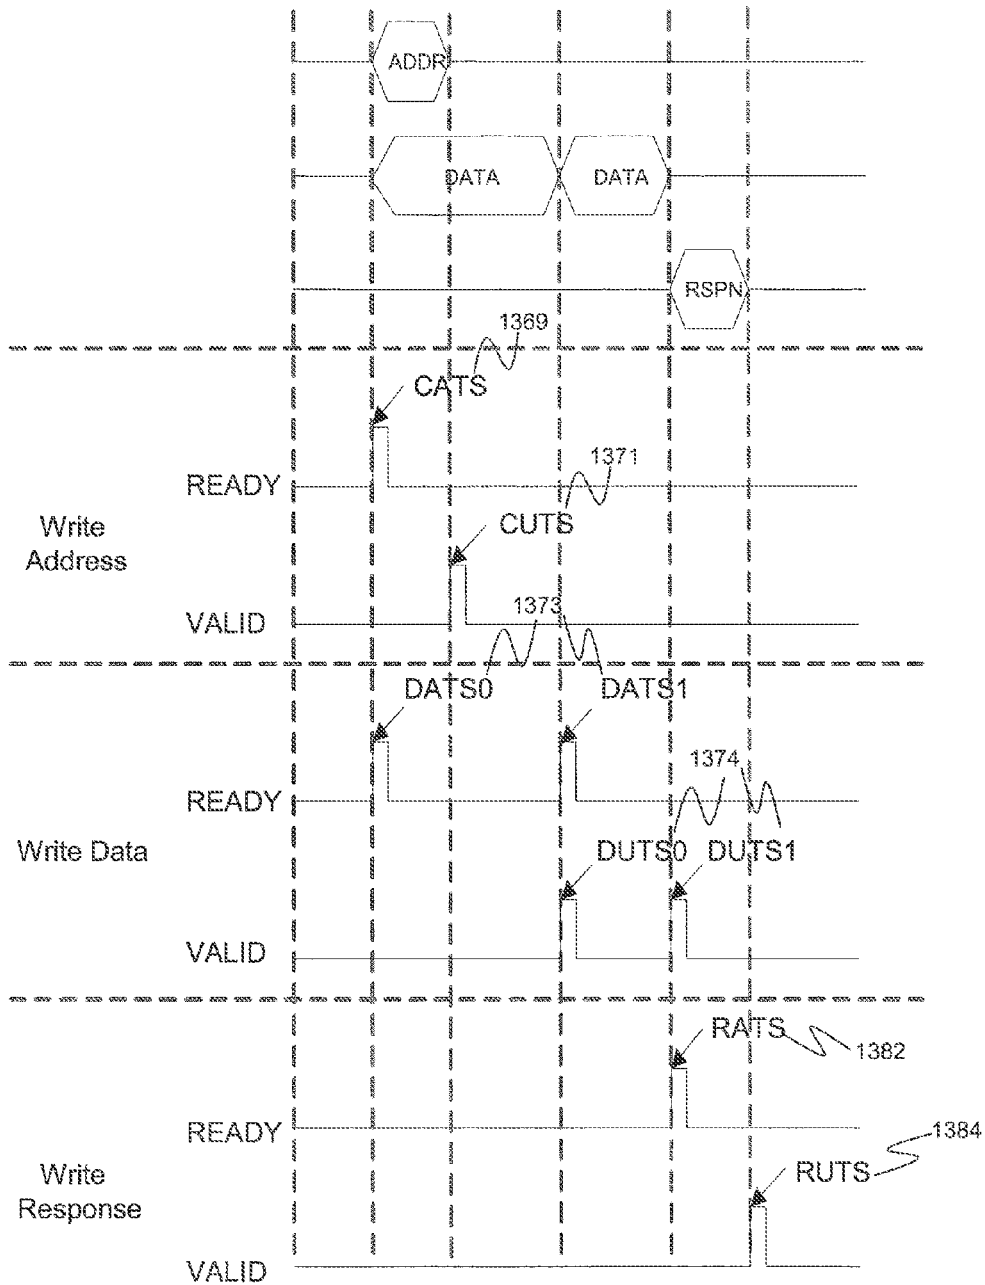 ADDR
DATA DATA
RSPN
1369
CATS
1371
READY
Write
Address
CUTS
1373
VALID
DATS0 DATS1
1374
READY
Write Data
DUTS0 DUTS1
VALID
RATS
1382
READY
1384
Write
Response
RUTS
VALID